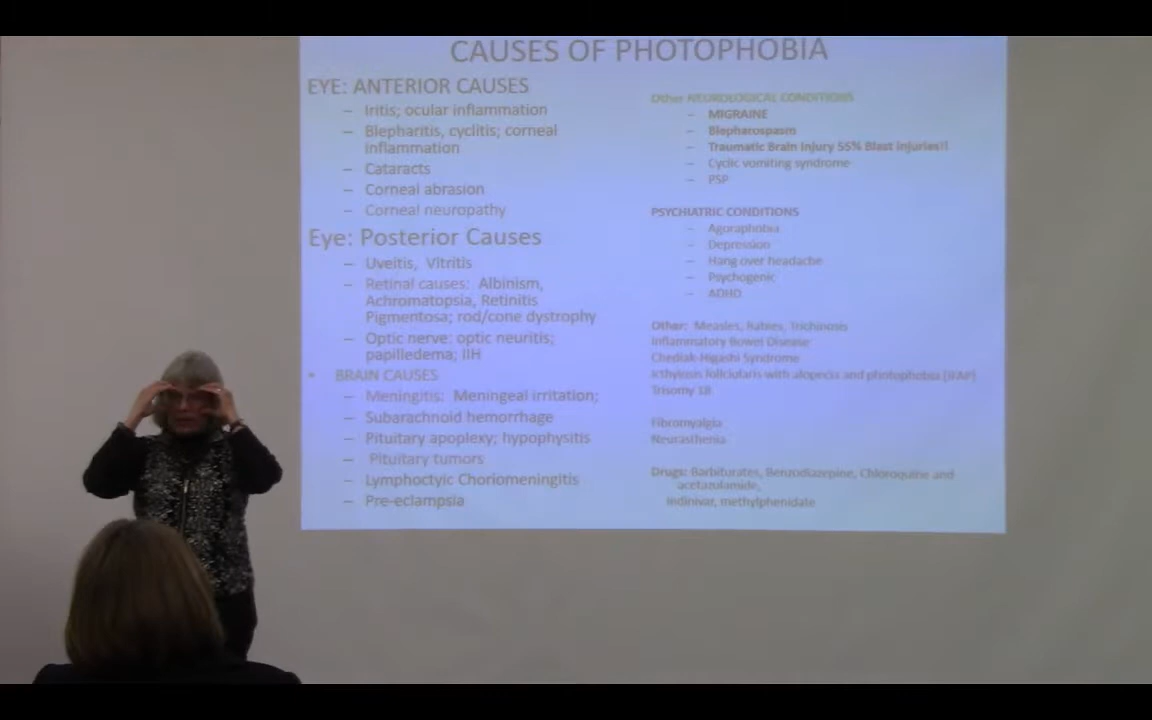 CAUSES OF PHOTOPHOBIA
EYE: ANTERIOR CAUSES
– Iritis; ocular inflammation
– Blepharitis, cyclitis; corneal
inflammation
– Cataracts
– Corneal abrasion
– Corneal neuropathy
Eye: Posterior Causes
– Uveitis, Vitritis
– Retinal causes: Albinism,
Achromatopsia, Retinitis
Pigmentosa; rod/cone dystrophy
– Optic nerve: optic neuritis;
papilledema; IIH
• BRAIN CAUSES
– Meningitis: Meningeal irritation;
– Subarachnoid hemorrhage
– Pituitary apoplexy; hypophysitis
– Pituitary tumors
– Lymphoctyic Choriomeningitis
– Pre-eclampsia
Other NEUROLOGICAL CONDITIONS
– MIGRAINE
– Blepharospasm
– Traumatic Brain Injury 55% Blast Injuries!!
– Cyclic vomiting syndrome
– PSP
PSYCHIATRIC CONDITIONS
– Agoraphobia
– Depression
– Hang over headache
– Psychogenic
– ADHD
Other: Measles, Rabies, Trichinosis
Inflammatory Bowel Disease
Chediak-Higashi Syndrome
Icthyiosis follicluaris with alopecia and photophobia (IFAP)
Trisomy 18
Fibromyalgia
Neurasthenia
Drugs: Barbiturates, Benzodiazepine, Chloroquine and
acetazolamide,
Indinivar, methylphenidate